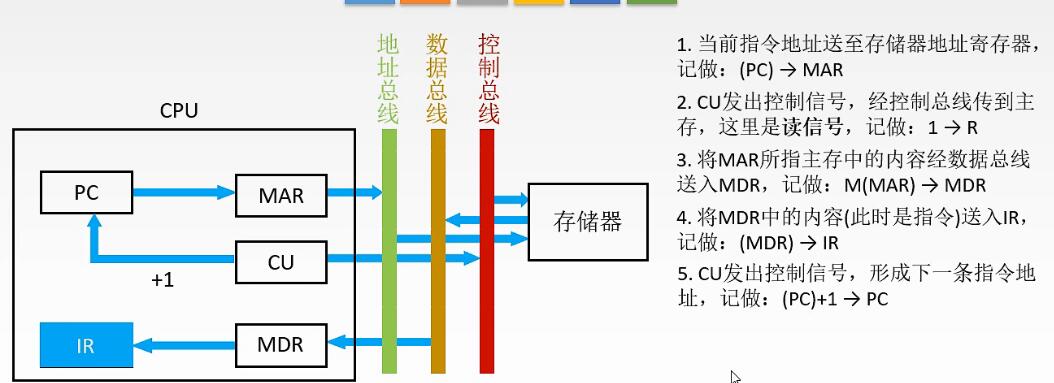 地址总线
数据总线
控制总线
CPU
PC
MAR
CU
+1
IR
MDR
存储器
1. 当前指令地址送至存储器地址寄存器，
记做：(PC) → MAR
2. CU发出控制信号，经控制总线传到主
存，这里是读信号，记做：1 → R
3. 将MAR所指主存中的内容经数据总线
送入MDR，记做：M(MAR) → MDR
4. 将MDR中的内容(此时是指令)送入IR，
记做：(MDR) → IR
5. CU发出控制信号，形成下一条指令地
址，记做：(PC)+1 → PC